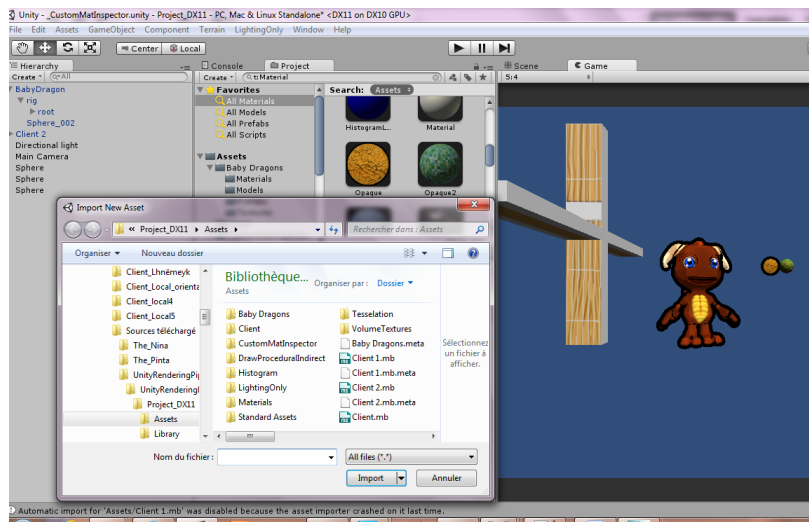 Unity - _CustomMatInspector.unity - Project_DX11 - PC, Mac & Linux Standalone* <DX11 on DX10 GPU>
File Edit Assets GameObject Component Terrain LightingOnly Window Help
Center Local
Hierarchy Console Project Scene Game
Create All Create t:Material 5:4
BabyDragon
rig
root
Sphere_002
Client 2
Directional light
Main Camera
Sphere
Sphere
Sphere
Favorites
All Materials
All Models
All Prefabs
All Scripts
Assets
Baby Dragons
Materials
Models
Search: Assets
HistogramL... Material
Opaque Opaque2
Import New Asset
« Project_DX11 Assets Rechercher dans : Assets
Organiser Nouveau dossier
Client_Lhnêmeyk
Client_Local_orienta
Client_local4
Client_Local5
Sources téléchargé
The_Nina
The_Pinta
UnityRenderingPip
UnityRendering
Project_DX11
Assets
Library
Bibliothèque... Organiser par : Dossier
Assets
Baby Dragons
Client
CustomMatInspector
DrawProceduralIndirect
Histogram
LightingOnly
Materials
Standard Assets
Tesselation
VolumeTextures
Baby Dragons.meta
Client 1.mb
Client 1.mb.meta
Client 2.mb
Client 2.mb.meta
Client.mb
Sélectionnez
un fichier à
afficher.
Nom du fichier : All files (*.*)
Import Annuler
Automatic import for 'Assets/Client 1.mb' was disabled because the asset importer crashed on it last time.